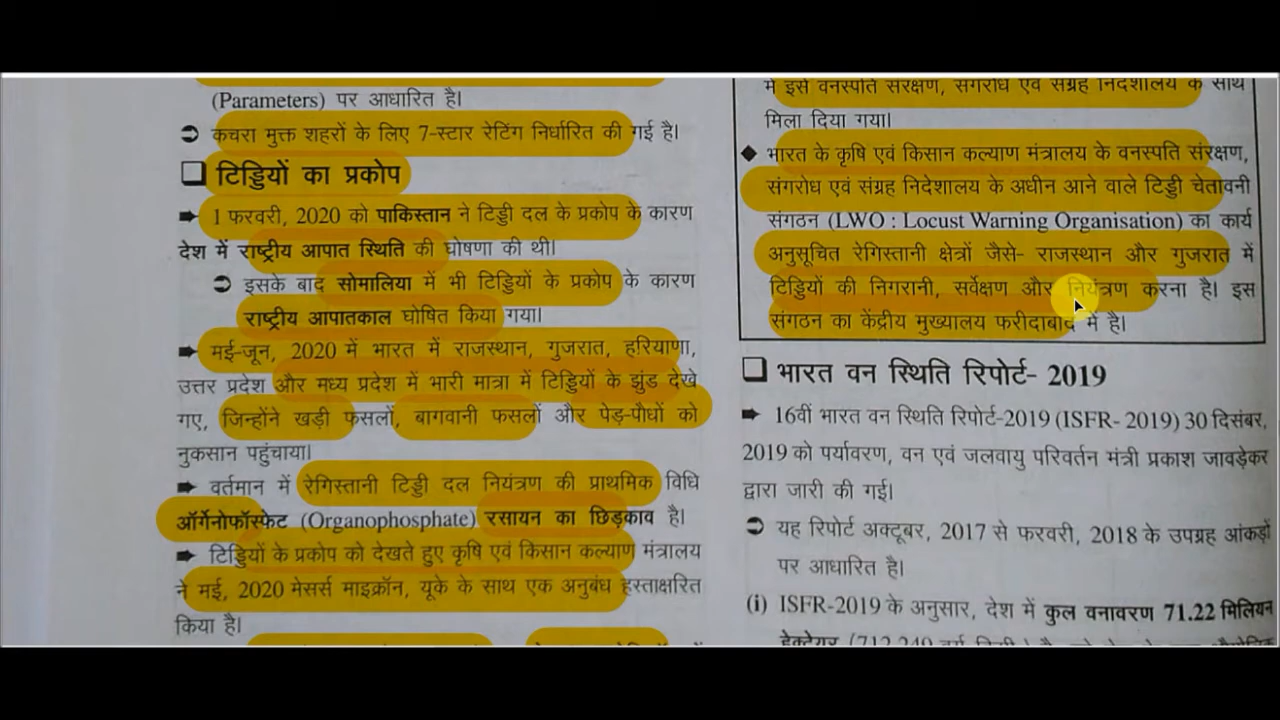 (Parameters) पर आधारित है।
➲ कचरा मुक्त शहरों के लिए 7-स्टार रेटिंग निर्धारित की गई है।
❑ टिड्डियों का प्रकोप
➡ 1 फरवरी, 2020 को पाकिस्तान ने टिड्डी दल के प्रकोप के कारण
देश में राष्ट्रीय आपात स्थिति की घोषणा की थी।
➲ इसके बाद सोमालिया में भी टिड्डियों के प्रकोप के कारण
राष्ट्रीय आपातकाल घोषित किया गया।
➡ मई-जून, 2020 में भारत में राजस्थान, गुजरात, हरियाणा,
उत्तर प्रदेश और मध्य प्रदेश में भारी मात्रा में टिड्डियों के झुंड देखे
गए, जिन्होंने खड़ी फसलों, बागवानी फसलों और पेड़-पौधों को
नुकसान पहुंचाया।
➡ वर्तमान में रेगिस्तानी टिड्डी दल नियंत्रण की प्राथमिक विधि
ऑर्गेनोफॉस्फेट (Organophosphate) रसायन का छिड़काव है।
➡ टिड्डियों के प्रकोप को देखते हुए कृषि एवं किसान कल्याण मंत्रालय
ने मई, 2020 मेसर्स माइक्रॉन, यूके के साथ एक अनुबंध हस्ताक्षरित
किया है।
में इसे वनस्पति संरक्षण, संगरोध एवं संग्रह निदेशालय के साथ
मिला दिया गया।
◆ भारत के कृषि एवं किसान कल्याण मंत्रालय के वनस्पति संरक्षण,
संगरोध एवं संग्रह निदेशालय के अधीन आने वाले टिड्डी चेतावनी
संगठन (LWO : Locust Warning Organisation) का कार्य
अनुसूचित रेगिस्तानी क्षेत्रों जैसे- राजस्थान और गुजरात में
टिड्डियों की निगरानी, सर्वेक्षण और नियंत्रण करना है। इस
संगठन का केंद्रीय मुख्यालय फरीदाबाद में है।
❑ भारत वन स्थिति रिपोर्ट- 2019
➡ 16वीं भारत वन स्थिति रिपोर्ट-2019 (ISFR- 2019) 30 दिसंबर,
2019 को पर्यावरण, वन एवं जलवायु परिवर्तन मंत्री प्रकाश जावड़ेकर
द्वारा जारी की गई।
➲ यह रिपोर्ट अक्टूबर, 2017 से फरवरी, 2018 के उपग्रह आंकड़ों
पर आधारित है।
(i) ISFR-2019 के अनुसार, देश में कुल वनावरण 71.22 मिलियन
हेक्टेयर (712,249 वर्ग